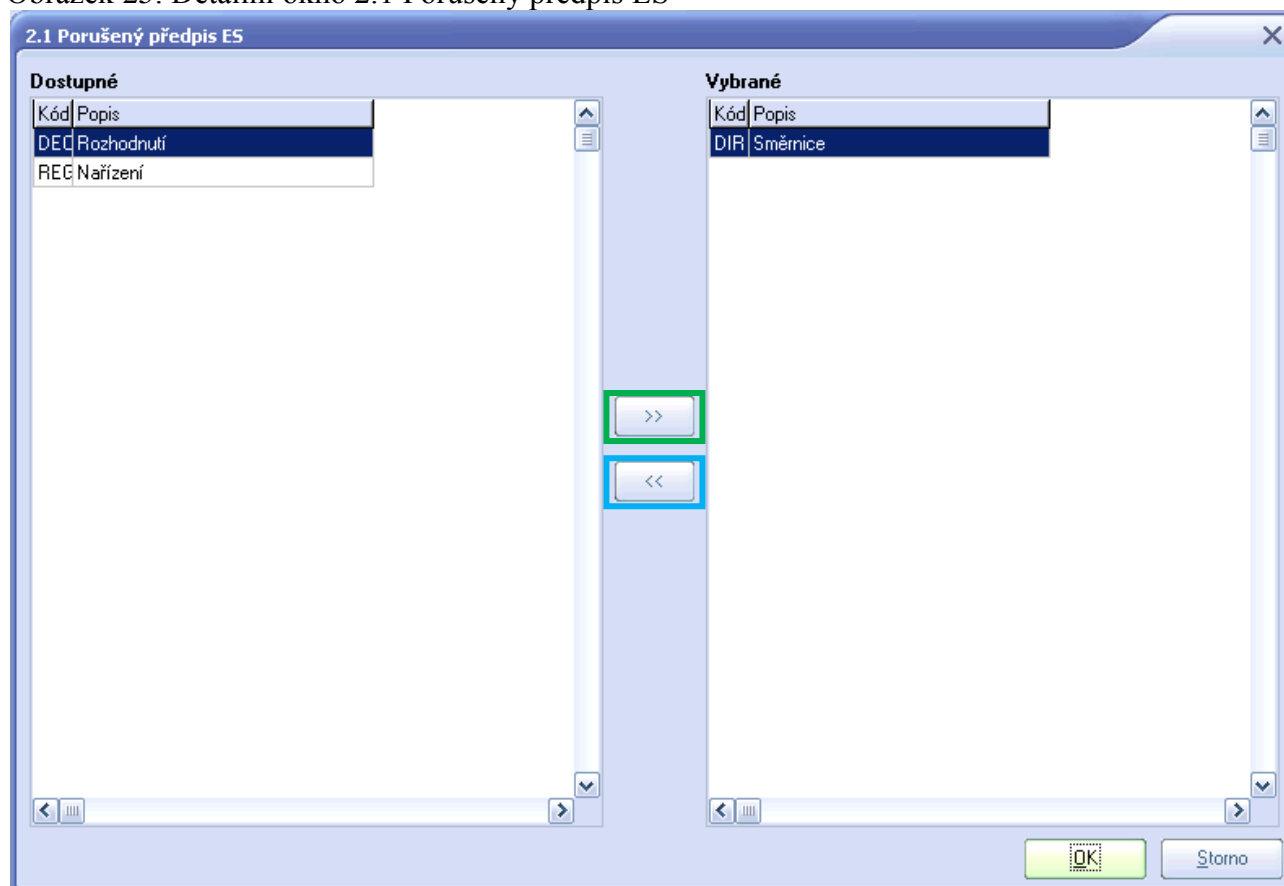 Obrázek 25: Detailní okno 2.1 Porušený předpis ES
2.1 Porušený předpis ES
Dostupné
Kód Popis
DEC Rozhodnutí
REG Nařízení
>>
<<
Vybrané
Kód Popis
DIR Směrnice
OK
Storno